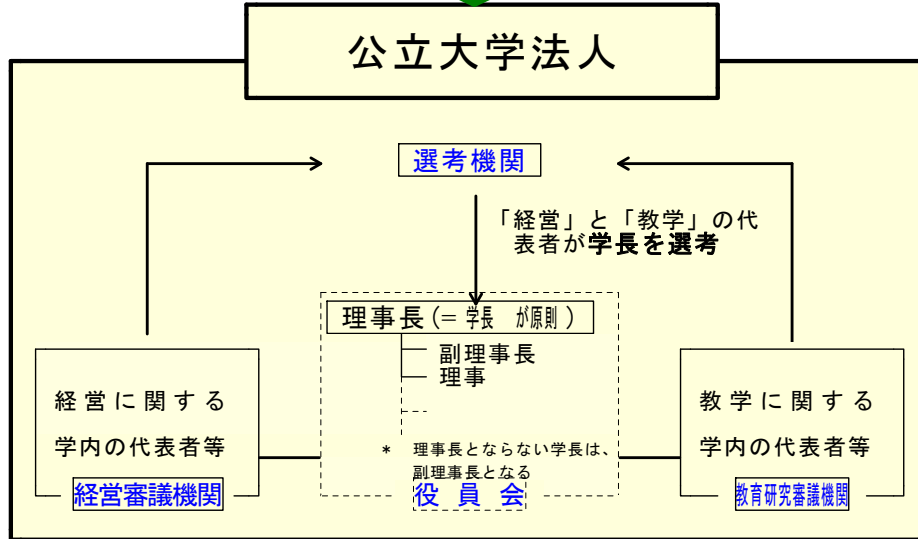 公立大学法人
選考機関
「経営」と「教学」の代
表者が学長を選考
理事長(=学長　が原則)
副理事長
理事
* 理事長とならない学長は、
副理事長となる
役員会
経営に関する
学内の代表者等
経営審議機関
教学に関する
学内の代表者等
教育研究審議機関